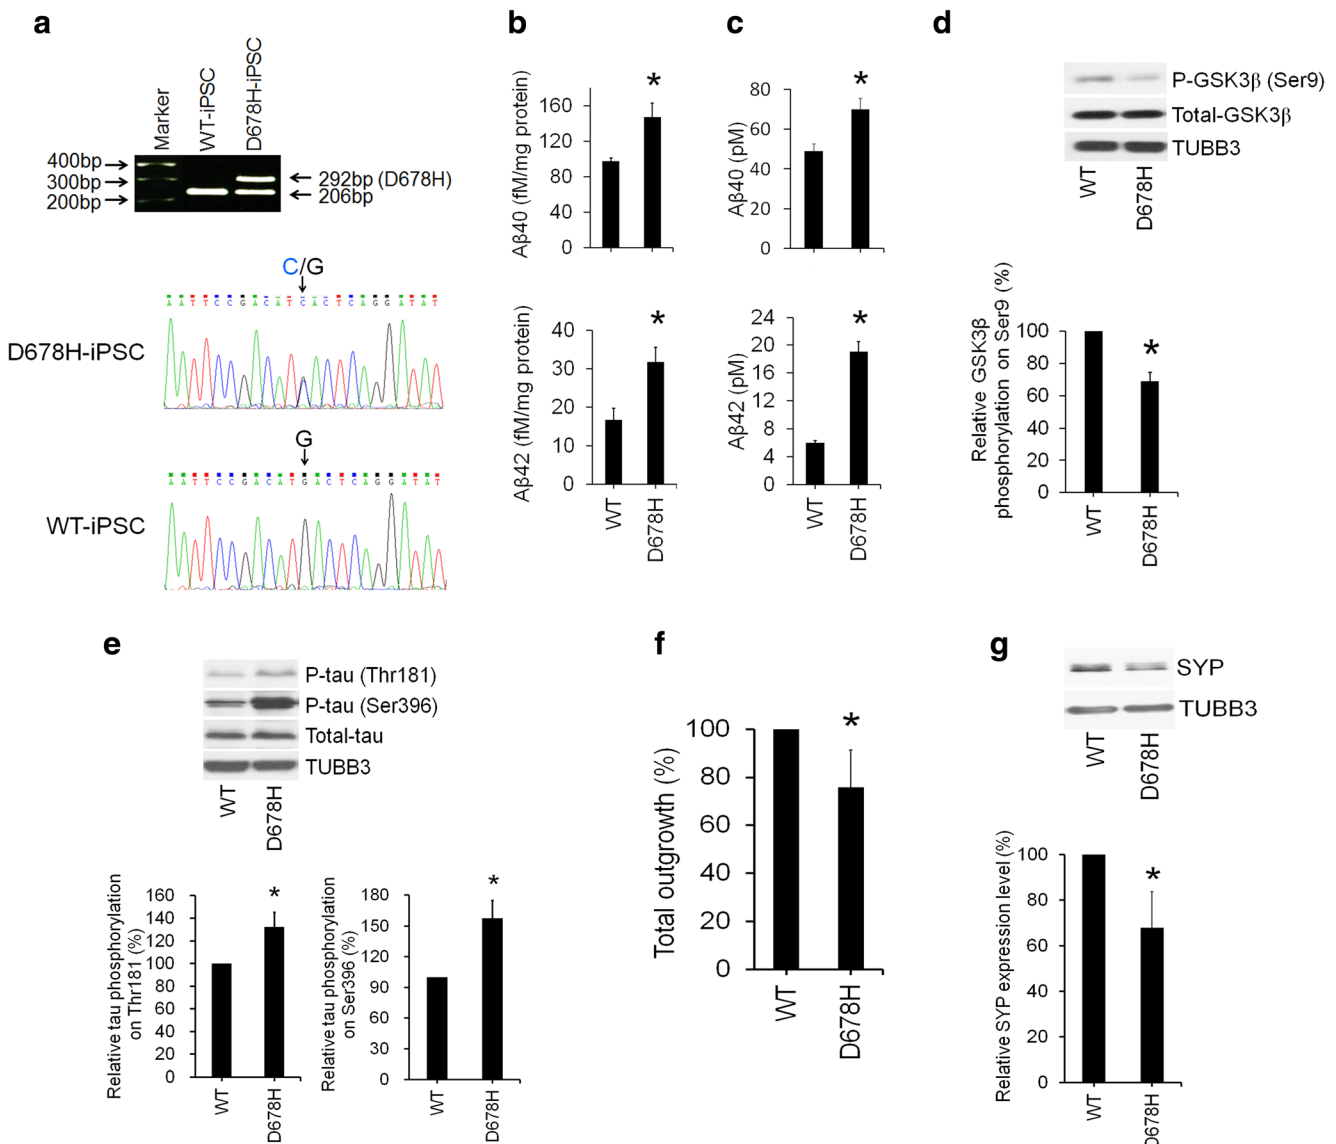 a
Marker
WT-iPSC
D678H-iPSC
400bp
300bp
200bp
292bp (D678H)
206bp
C/G
A A T T C C G A C A T C A C T C A G G A T A T
D678H-iPSC
G
A A T T C C G A C A T G A C T C A G G A T A T
WT-iPSC
b
Aβ40 (fM/mg protein)
160
120
80
40
0
*
Aβ42 (fM/mg protein)
40
30
20
10
0
*
WT
D678H
c
Aβ40 (pM)
80
60
40
20
0
*
Aβ42 (pM)
24
20
16
12
8
4
0
*
WT
D678H
d
P-GSK3β (Ser9)
Total-GSK3β
TUBB3
WT
D678H
Relative GSK3β
phosphorylation on Ser9 (%)
100
80
60
40
20
0
*
WT
D678H
e
P-tau (Thr181)
P-tau (Ser396)
Total-tau
TUBB3
WT
D678H
Relative tau phosphorylation
on Thr181 (%)
160
140
120
100
80
60
40
20
0
*
WT
D678H
Relative tau phosphorylation
on Ser396 (%)
180
150
120
90
60
30
0
*
WT
D678H
f
Total outgrowth (%)
100
80
60
40
20
0
*
WT
D678H
g
SYP
TUBB3
WT
D678H
Relative SYP expression level (%)
100
80
60
40
20
0
*
WT
D678H